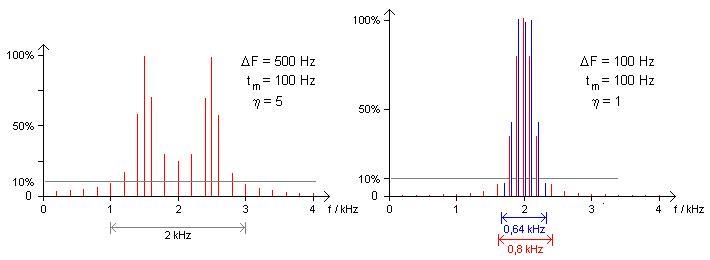 100%
50%
10%
0
0
1
2
3
4
f / kHz
2 kHz
ΔF = 500 Hz
tm = 100 Hz
η = 5
100%
50%
10%
0
0
1
2
3
4
f / kHz
0,64 kHz
0,8 kHz
ΔF = 100 Hz
tm = 100 Hz
η = 1